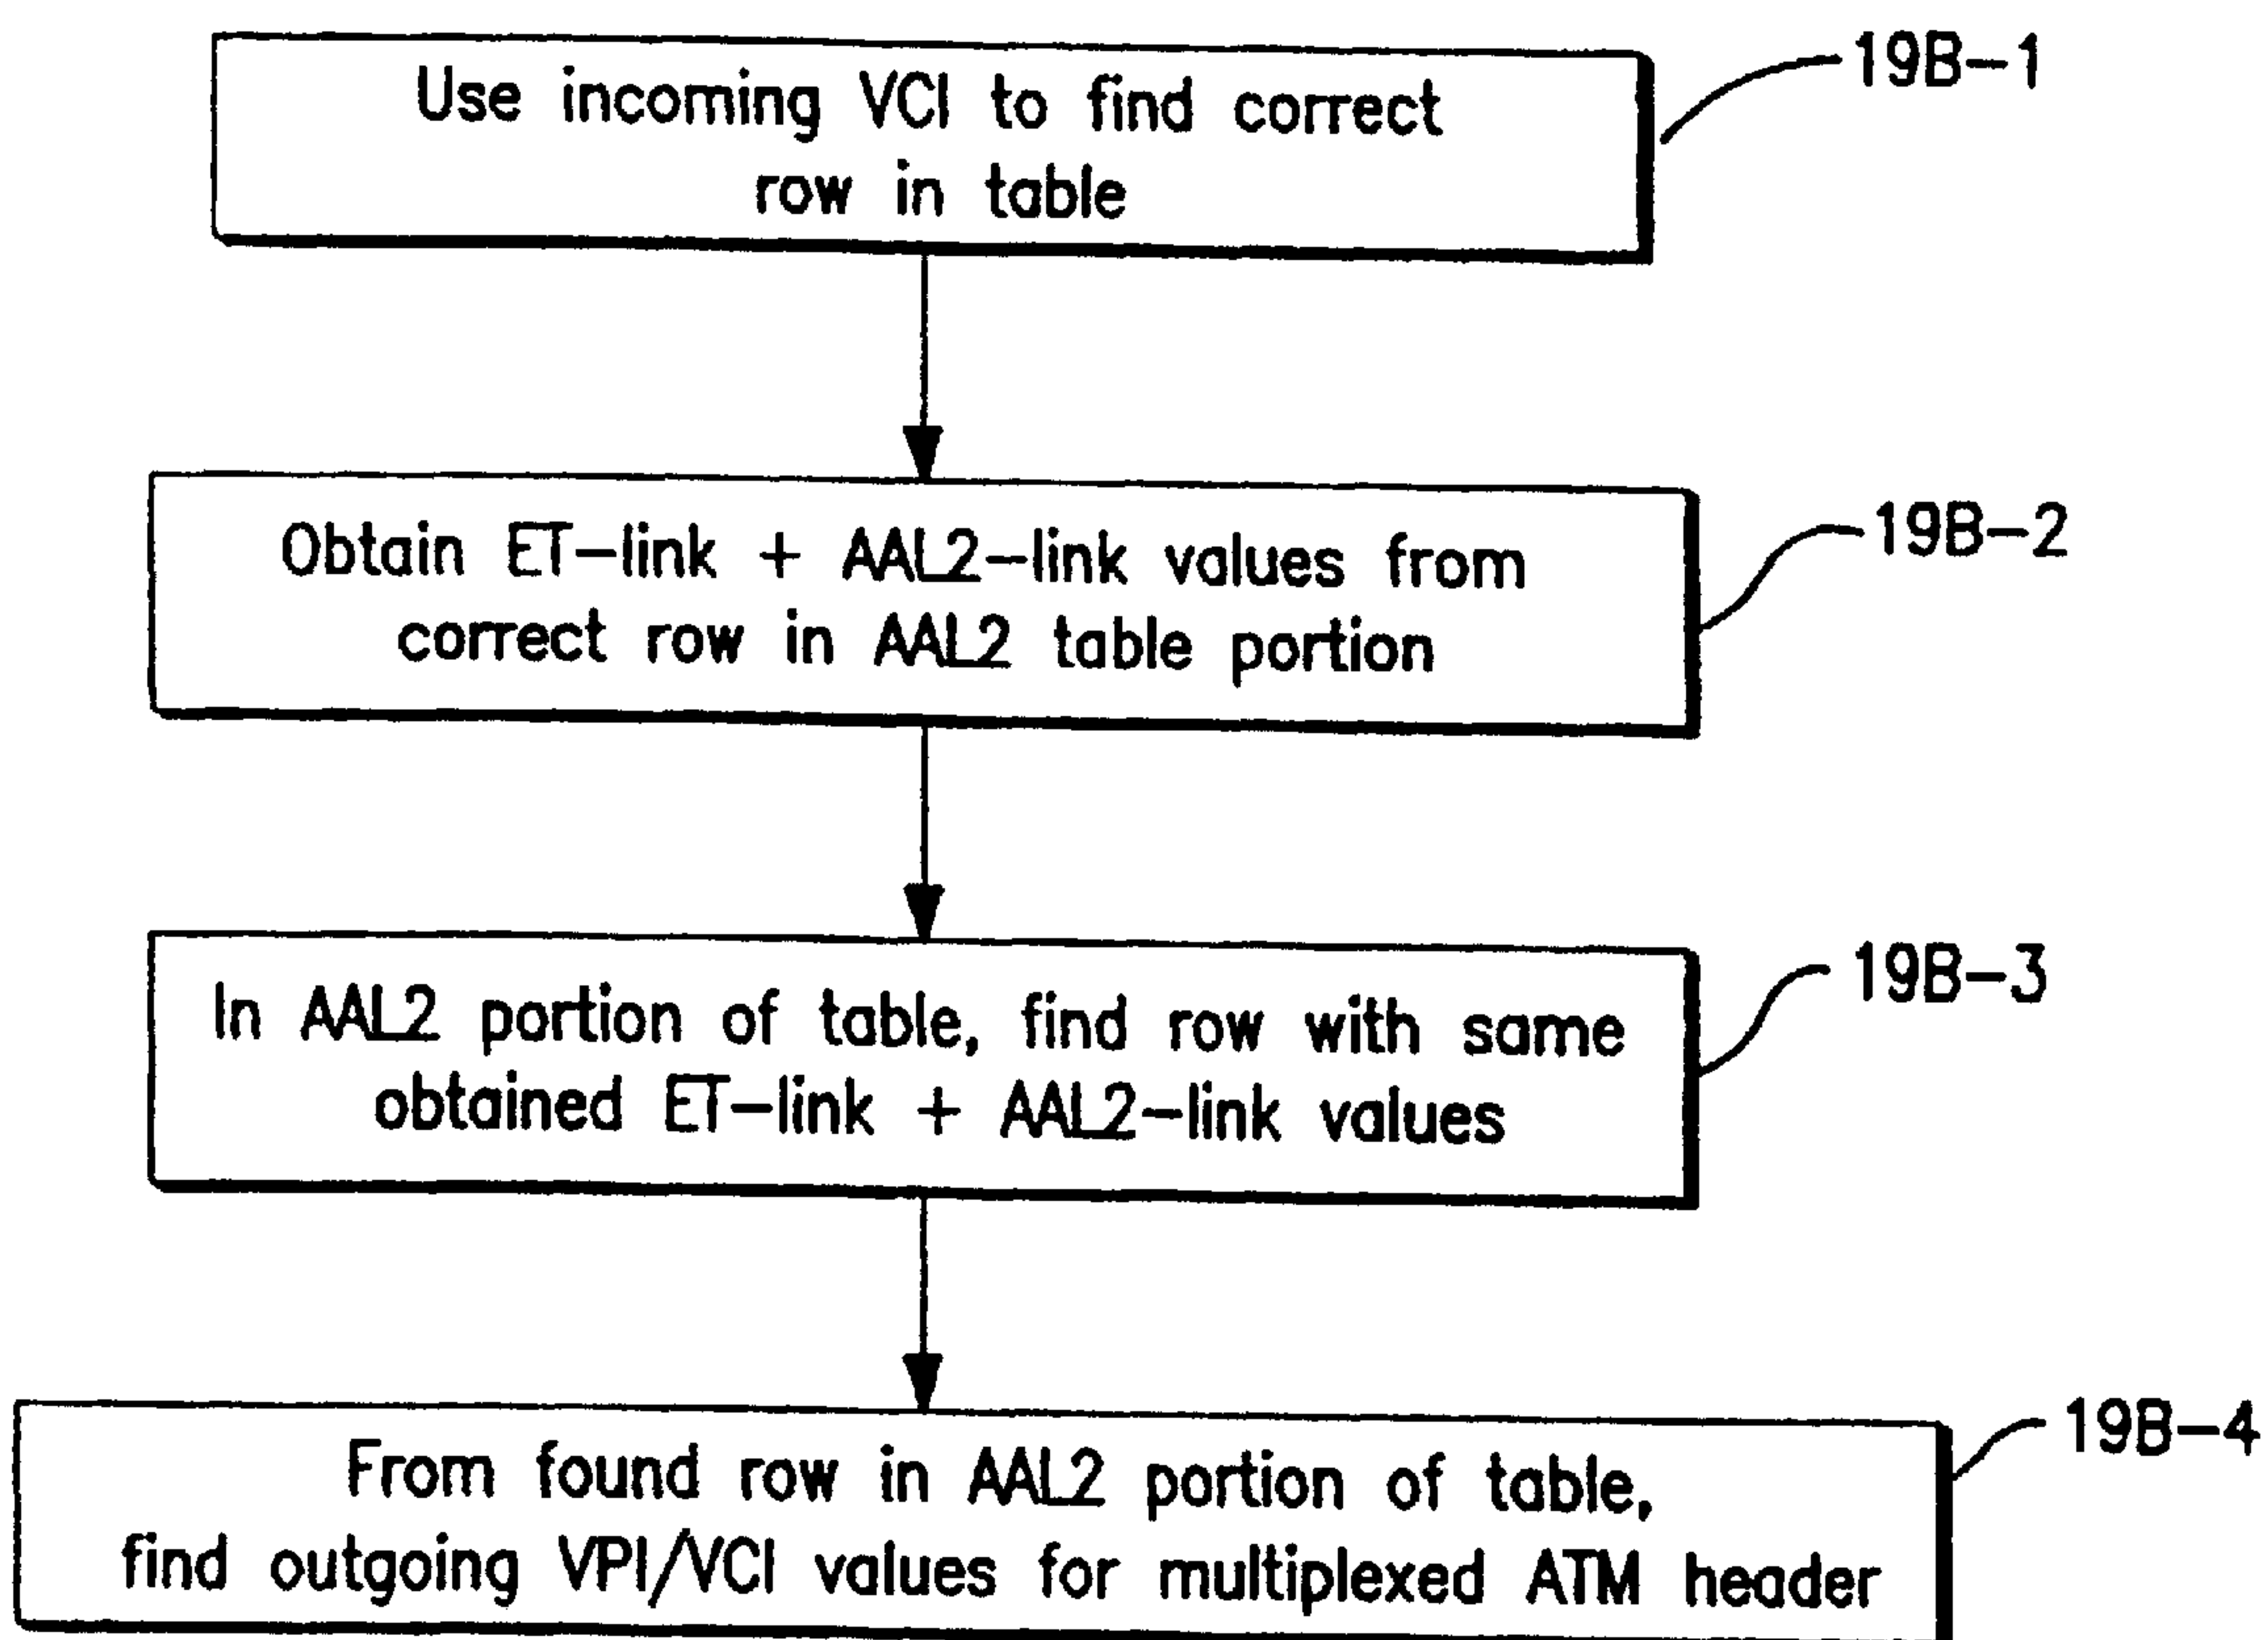 Use incoming VCI to find correct
row in table
19B-1
Obtain ET-link + AAL2-link values from
correct row in AAL2 table portion
19B-2
In AAL2 portion of table, find row with same
obtained ET-link + AAL2-link values
19B-3
From found row in AAL2 portion of table,
find outgoing VPI/VCI values for multiplexed ATM header
19B-4